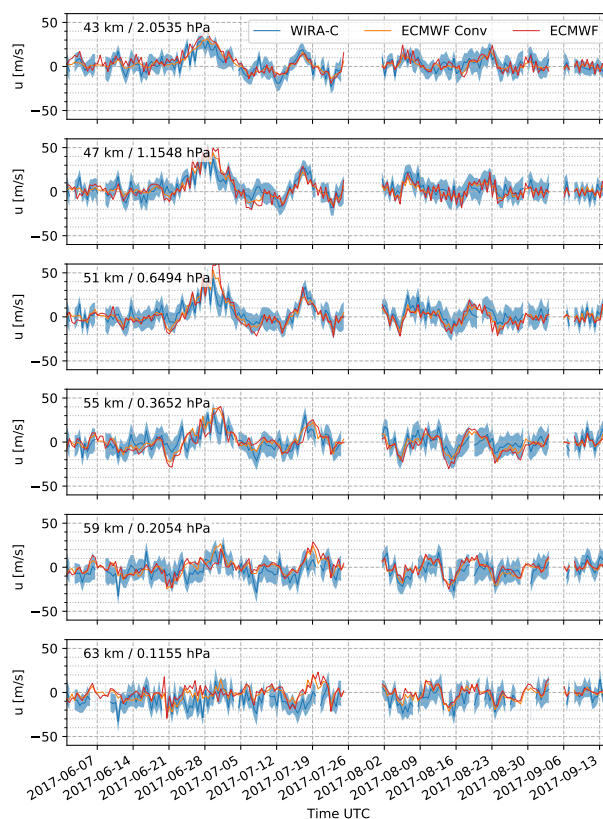 43 km / 2.0535 hPa
WIRA-C
ECMWF Conv
ECMWF
50
0
−50
u [m/s]
47 km / 1.1548 hPa
50
0
−50
u [m/s]
51 km / 0.6494 hPa
50
0
−50
u [m/s]
55 km / 0.3652 hPa
50
0
−50
u [m/s]
59 km / 0.2054 hPa
50
0
−50
u [m/s]
63 km / 0.1155 hPa
50
0
−50
u [m/s]
2017-06-07
2017-06-14
2017-06-21
2017-06-28
2017-07-05
2017-07-12
2017-07-19
2017-07-26
2017-08-02
2017-08-09
2017-08-16
2017-08-23
2017-08-30
2017-09-06
2017-09-13
Time UTC